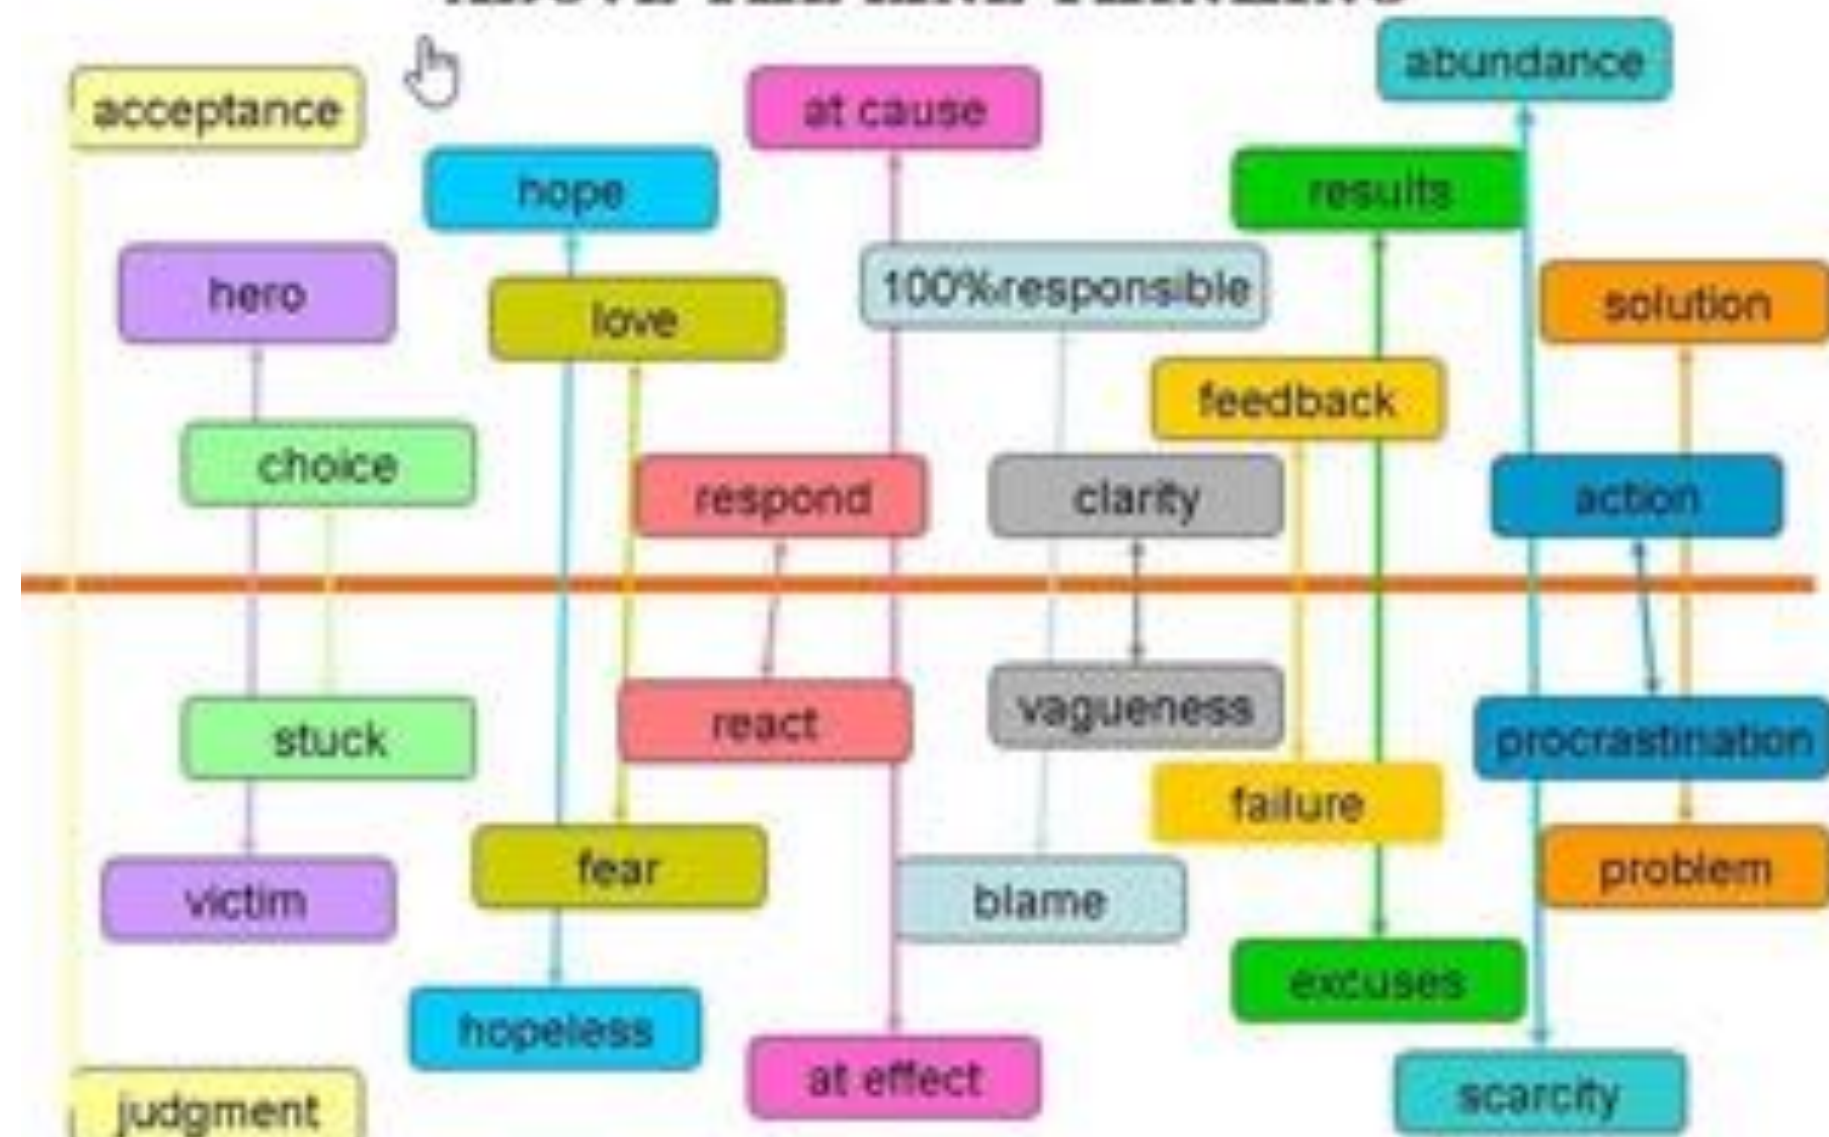 abundance
acceptance
at cause
hope
results
hero
100%responsible
solution
love
feedback
choice
respond
clarity
action
stuck
react
vagueness
procrastination
failure
victim
fear
blame
problem
excuses
hopeless
at effect
scarcity
judgment